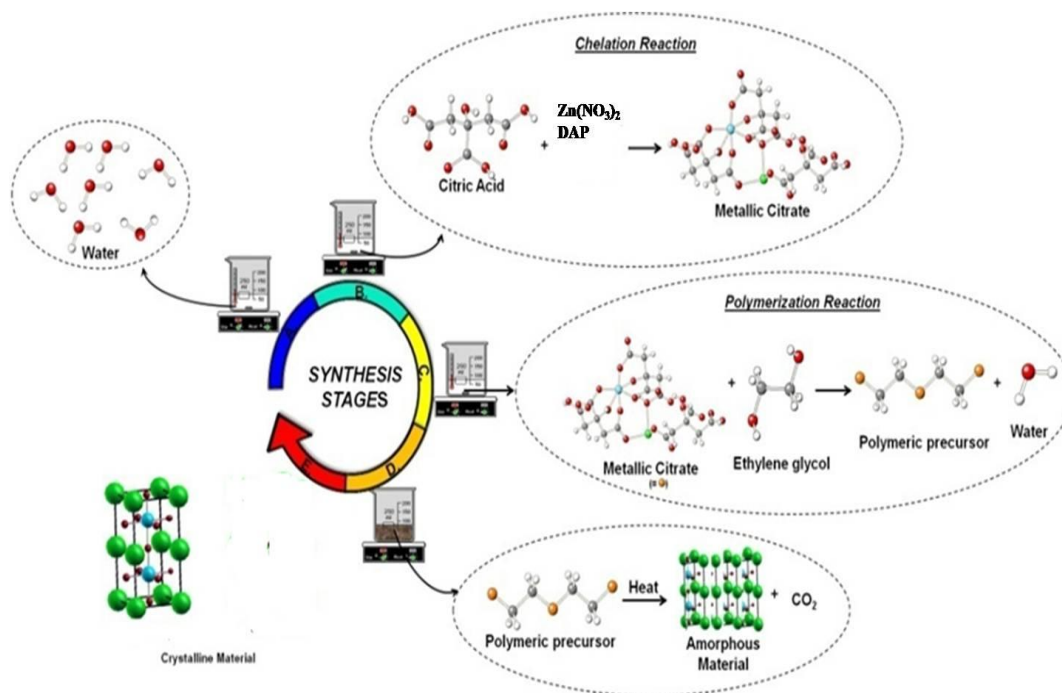 Chelation Reaction
Zn(NO₃)₂
DAP
+
Citric Acid
Metallic Citrate
Water
B.
C.
D.
E.
SYNTHESIS
STAGES
Polymerization Reaction
+
+
Metallic Citrate
Ethylene glycol
Polymeric precursor
Water
Heat
+ CO₂
Polymeric precursor
Amorphous
Material
Crystalline Material